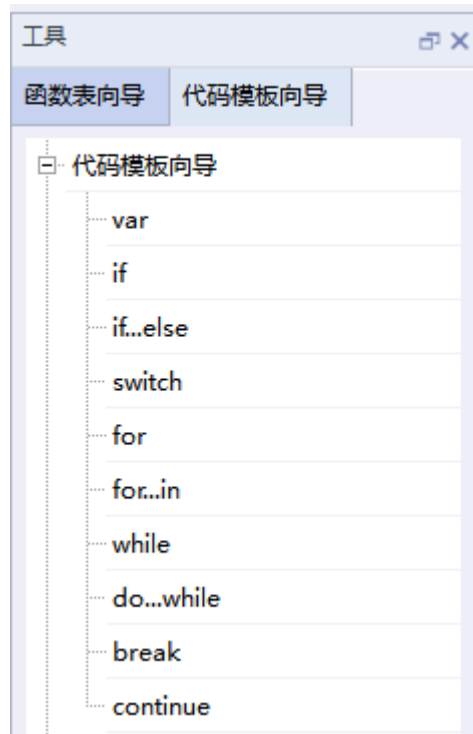 工具
函数表向导 代码模板向导
代码模板向导
var
if
if...else
switch
for
for...in
while
do...while
break
continue